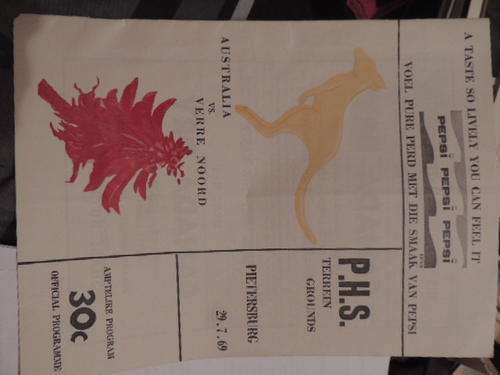 A TASTE SO LIVELY YOU CAN FEEL IT
PEPSI PEPSI PEPSI
VOEL PURE PERD MET DIE SMAAK VAN PEPSI
AUSTRALIA
VS.
VERRE NOORD
P.H.S.
TERREIN
GROUNDS
PIETERSBURG
29.7.69
AMPTELIKE PROGRAM
30c
OFFICIAL PROGRAMME